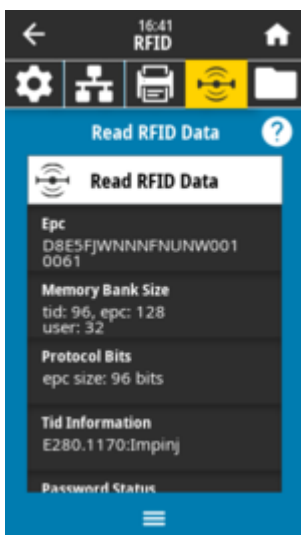 16:41
RFID
Read RFID Data
?
Read RFID Data
Epc
D8E5FJWNNNFNUNW001
0061
Memory Bank Size
tid: 96, epc: 128
user: 32
Protocol Bits
epc size: 96 bits
Tid Information
E280.1170:Impinj
Password Status